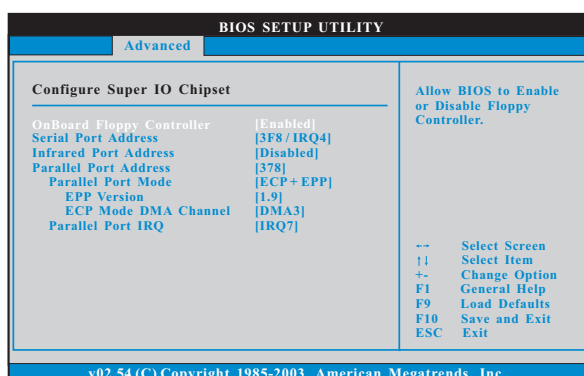 BIOS SETUP UTILITY
Advanced
Configure Super IO Chipset
OnBoard Floppy Controller [Enabled]
Serial Port Address [3F8 / IRQ4]
Infrared Port Address [Disabled]
Parallel Port Address [378]
Parallel Port Mode [ECP + EPP]
EPP Version [1.9]
ECP Mode DMA Channel [DMA3]
Parallel Port IRQ [IRQ7]
Allow BIOS to Enable
or Disable Floppy
Controller.
←→ Select Screen
↑↓ Select Item
+- Change Option
F1 General Help
F9 Load Defaults
F10 Save and Exit
ESC Exit
v02.54 (C) Copyright 1985-2003, American Megatrends, Inc.